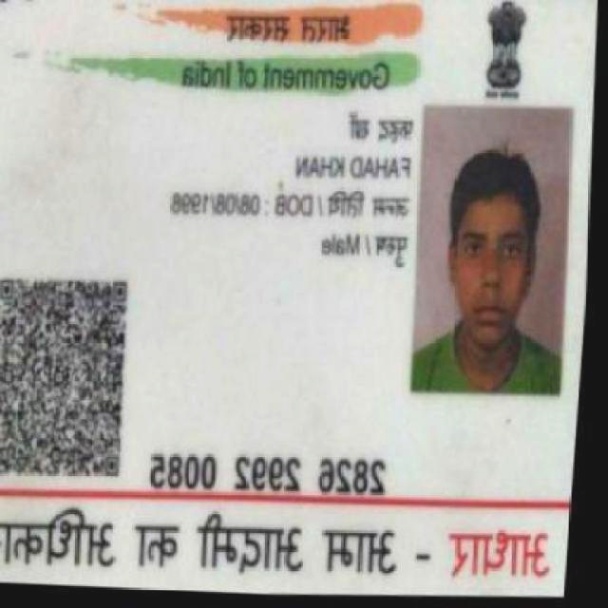 भारत सरकार
Government of India
फहद खाँ
FAHAD KHAN
जन्म तिथि / DOB : 08/08/1998
पुरुष / Male
2826 2992 0085
आधार - आम आदमी का अधिका